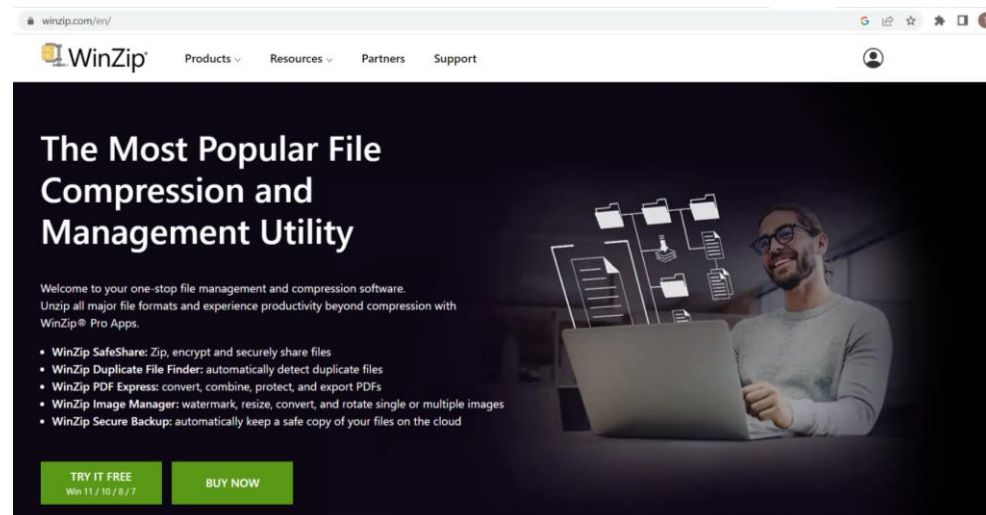 winzip.com/en/
WinZip®
Products
Resources
Partners
Support
The Most Popular File
Compression and
Management Utility
Welcome to your one-stop file management and compression software.
Unzip all major file formats and experience productivity beyond compression with
WinZip® Pro Apps.
• WinZip SafeShare: Zip, encrypt and securely share files
• WinZip Duplicate File Finder: automatically detect duplicate files
• WinZip PDF Express: convert, combine, protect, and export PDFs
• WinZip Image Manager: watermark, resize, convert, and rotate single or multiple images
• WinZip Secure Backup: automatically keep a safe copy of your files on the cloud
TRY IT FREE
Win 11 / 10 / 8 / 7
BUY NOW